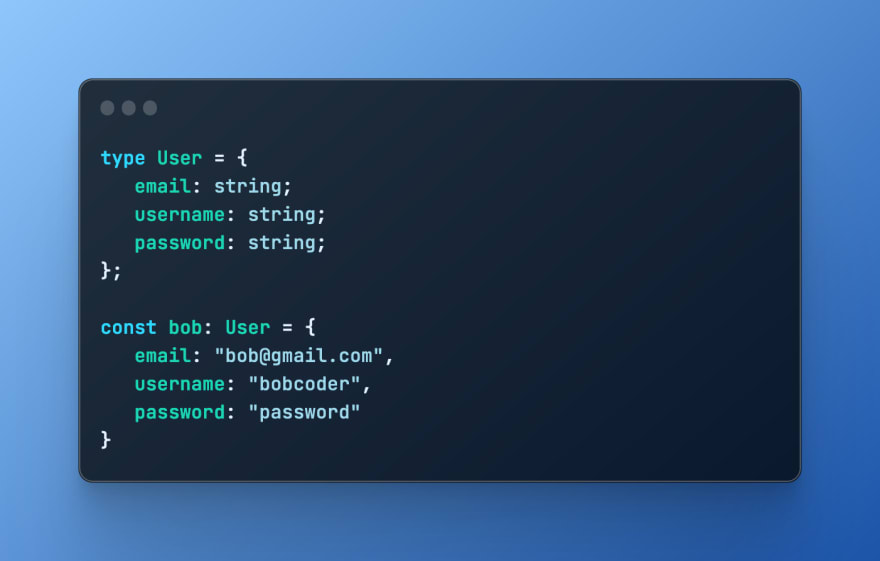 type User = {
   email: string;
   username: string;
   password: string;
};

const bob: User = {
   email: "bob@gmail.com",
   username: "bobcoder",
   password: "password"
}